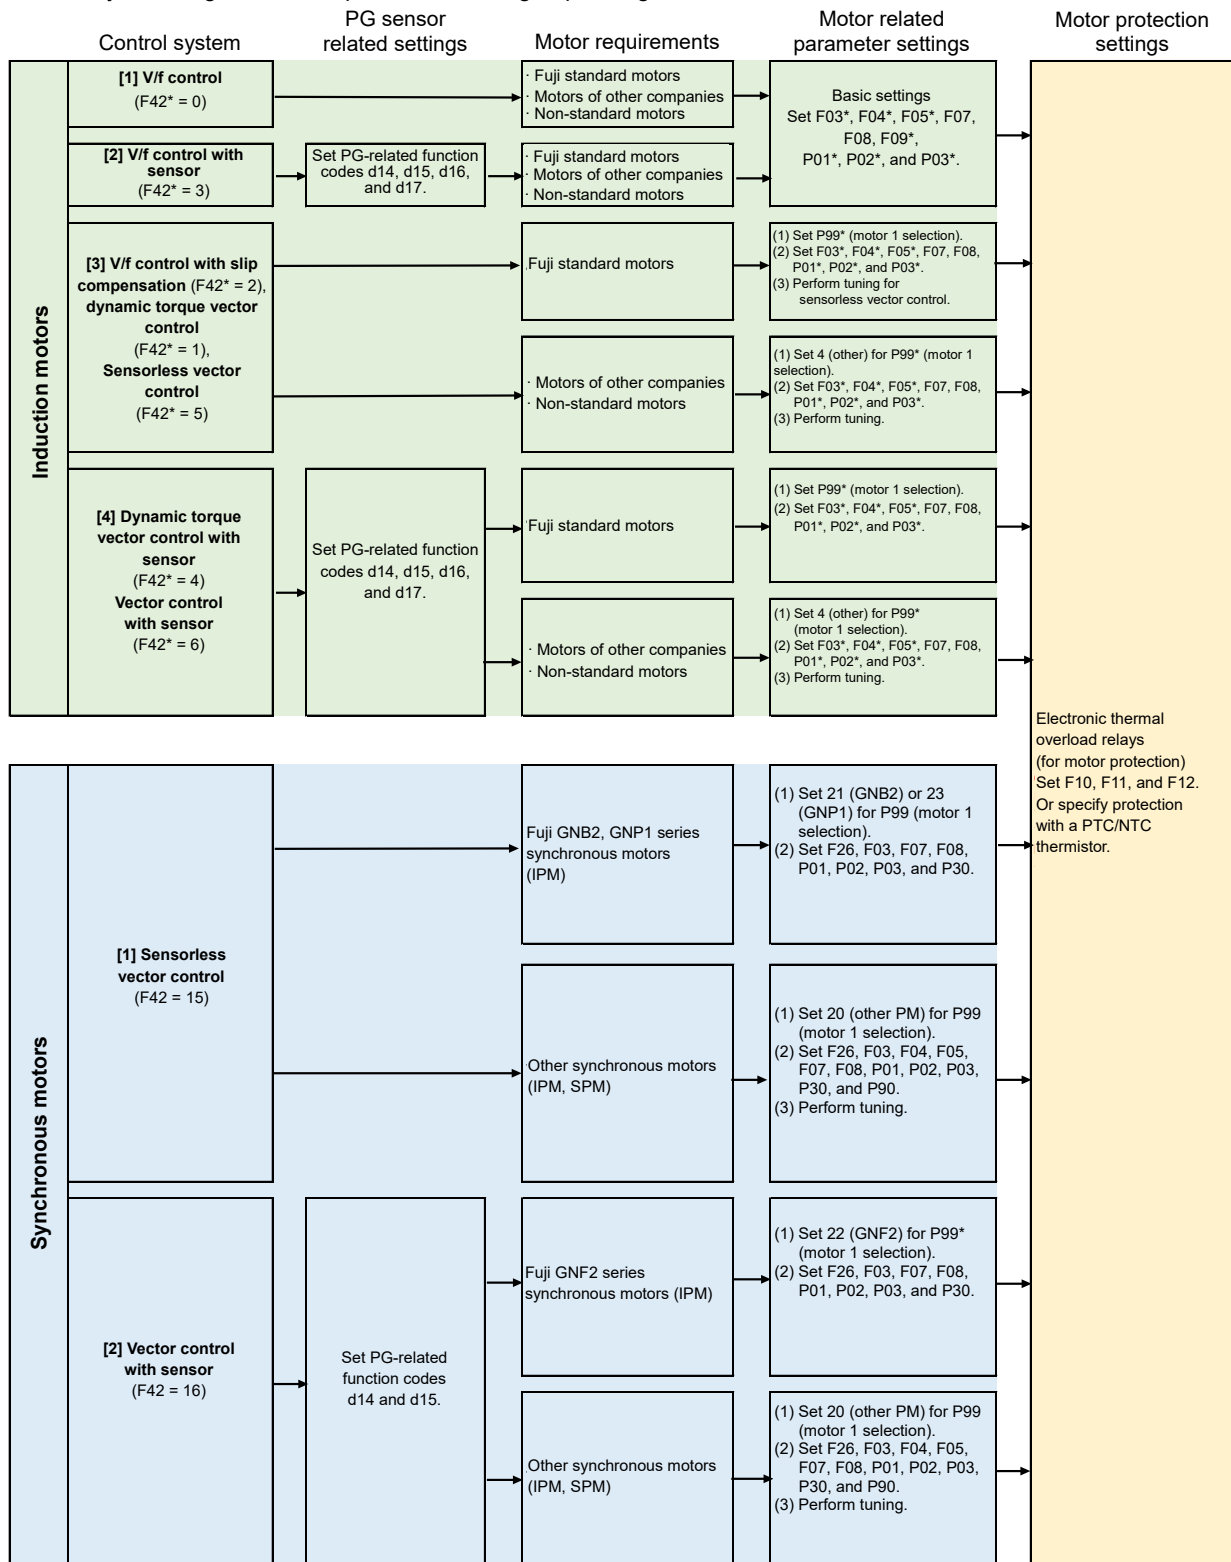 PG sensor
related settings
Motor related
parameter settings
Motor protection
settings
Control system
Motor requirements
Induction motors
[1] V/f control
(F42* = 0)
· Fuji standard motors
· Motors of other companies
· Non-standard motors
Basic settings
Set F03*, F04*, F05*, F07,
F08, F09*,
P01*, P02*, and P03*.
[2] V/f control with
sensor
(F42* = 3)
Set PG-related function
codes d14, d15, d16,
and d17.
· Fuji standard motors
· Motors of other companies
· Non-standard motors
[3] V/f control with slip
compensation (F42* = 2),
dynamic torque vector
control
(F42* = 1),
Sensorless vector
control
(F42* = 5)
Fuji standard motors
(1) Set P99* (motor 1 selection).
(2) Set F03*, F04*, F05*, F07, F08,
P01*, P02*, and P03*.
(3) Perform tuning for
sensorless vector control.
· Motors of other companies
· Non-standard motors
(1) Set 4 (other) for P99* (motor 1
selection).
(2) Set F03*, F04*, F05*, F07, F08,
P01*, P02*, and P03*.
(3) Perform tuning.
[4] Dynamic torque
vector control with
sensor
(F42* = 4)
Vector control
with sensor
(F42* = 6)
Set PG-related function
codes d14, d15, d16,
and d17.
Fuji standard motors
(1) Set P99* (motor 1 selection).
(2) Set F03*, F04*, F05*, F07, F08,
P01*, P02*, and P03*.
· Motors of other companies
· Non-standard motors
(1) Set 4 (other) for P99*
(motor 1 selection).
(2) Set F03*, F04*, F05*, F07, F08,
P01*, P02*, and P03*.
(3) Perform tuning.
Electronic thermal
overload relays
(for motor protection)
Set F10, F11, and F12.
Or specify protection
with a PTC/NTC
thermistor.
Synchronous motors
[1] Sensorless
vector control
(F42 = 15)
Fuji GNB2, GNP1 series
synchronous motors
(IPM)
(1) Set 21 (GNB2) or 23
(GNP1) for P99 (motor 1
selection).
(2) Set F26, F03, F07, F08,
P01, P02, P03, and P30.
Other synchronous motors
(IPM, SPM)
(1) Set 20 (other PM) for P99
(motor 1 selection).
(2) Set F26, F03, F04, F05,
F07, F08, P01, P02, P03,
P30, and P90.
(3) Perform tuning.
[2] Vector control
with sensor
(F42 = 16)
Set PG-related
function codes
d14 and d15.
Fuji GNF2 series
synchronous motors (IPM)
(1) Set 22 (GNF2) for P99*
(motor 1 selection).
(2) Set F26, F03, F07, F08,
P01, P02, P03, and P30.
Other synchronous motors
(IPM, SPM)
(1) Set 20 (other PM) for P99
(motor 1 selection).
(2) Set F26, F03, F04, F05,
F07, F08, P01, P02, P03,
P30, and P90.
(3) Perform tuning.